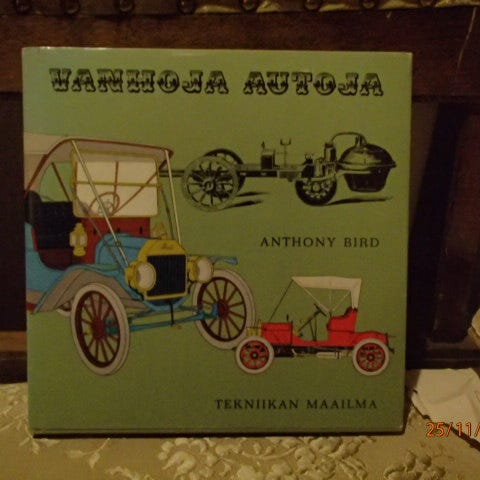 VANHOJA AUTOJA
ANTHONY BIRD
TEKNIIKAN MAAILMA
25/11/